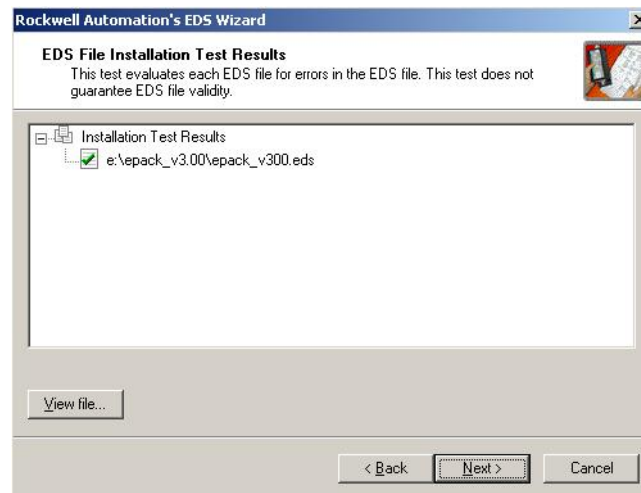 Rockwell Automation's EDS Wizard
EDS File Installation Test Results
This test evaluates each EDS file for errors in the EDS file. This test does not
guarantee EDS file validity.
Installation Test Results
e:\epack_v3.00\epack_v300.eds
View file...
< Back
Next >
Cancel